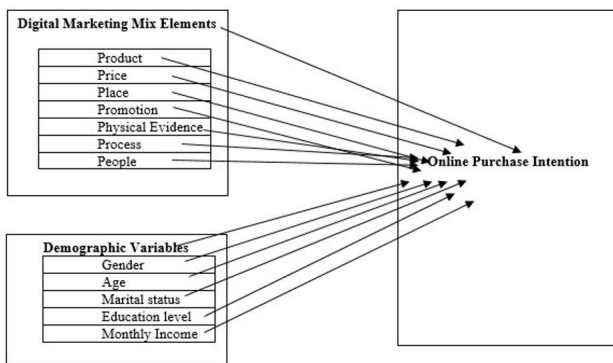 Digital Marketing Mix Elements
Product
Price
Place
Promotion
Physical Evidence
Process
People
Online Purchase Intention
Demographic Variables
Gender
Age
Marital status
Education level
Monthly Income